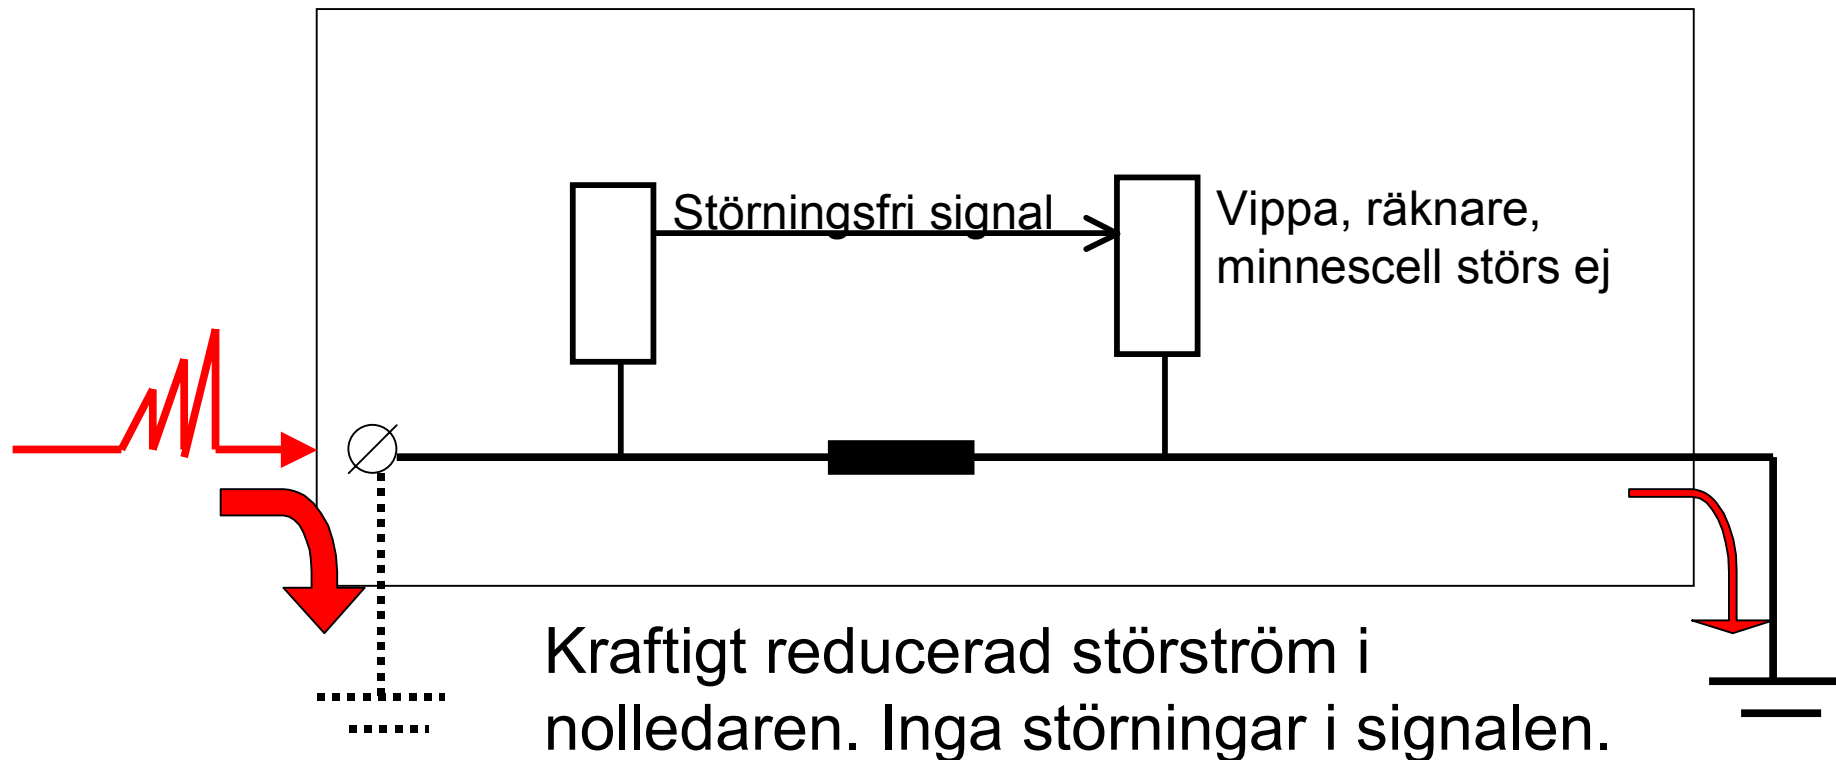 Störningsfri signal
Vippa, räknare,
minnescell störs ej
Kraftigt reducerad störström i
nolledaren. Inga störningar i signalen.